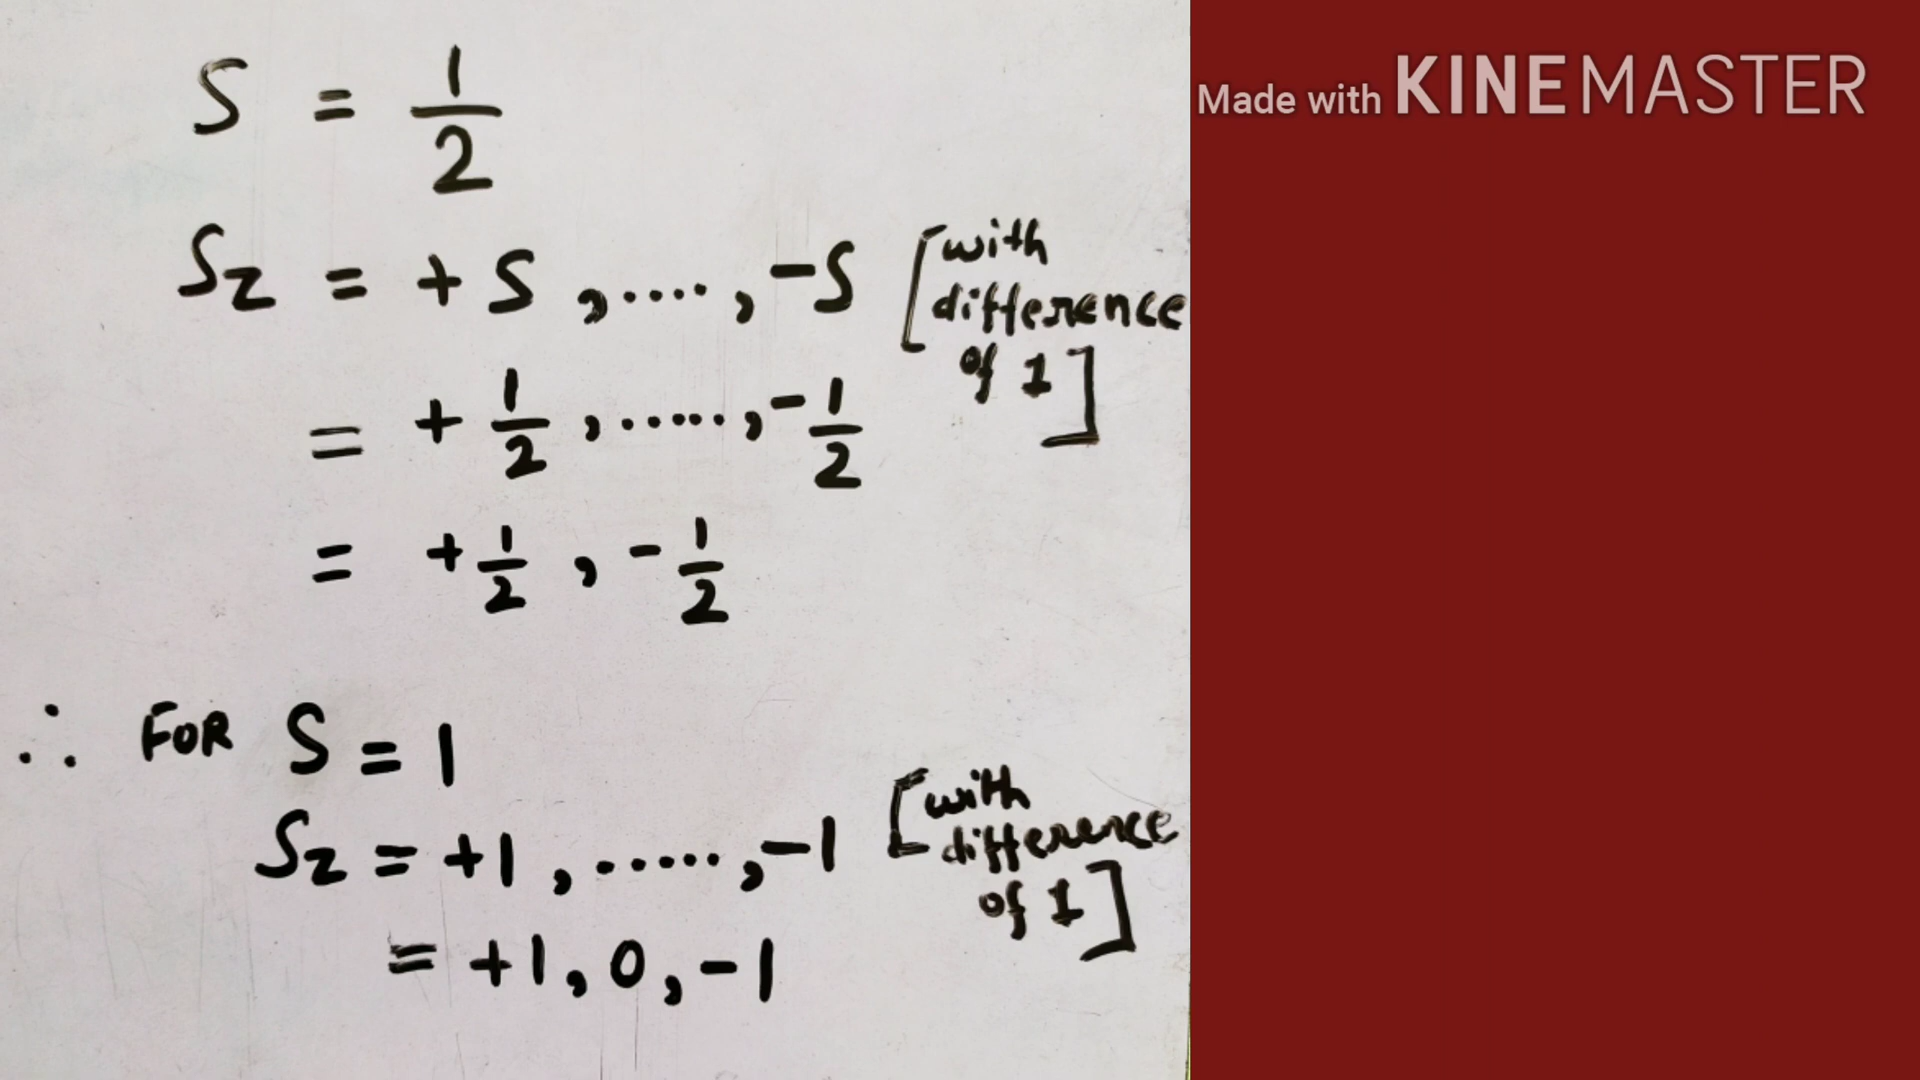 S = 1/2
Sz = +S ,...., -S [with difference of 1]
= + 1/2 ,....., - 1/2
= + 1/2 , - 1/2
∴ FOR S = 1
Sz = +1 ,....., -1 [with difference of 1]
= +1, 0, -1
Made with KINEMASTER